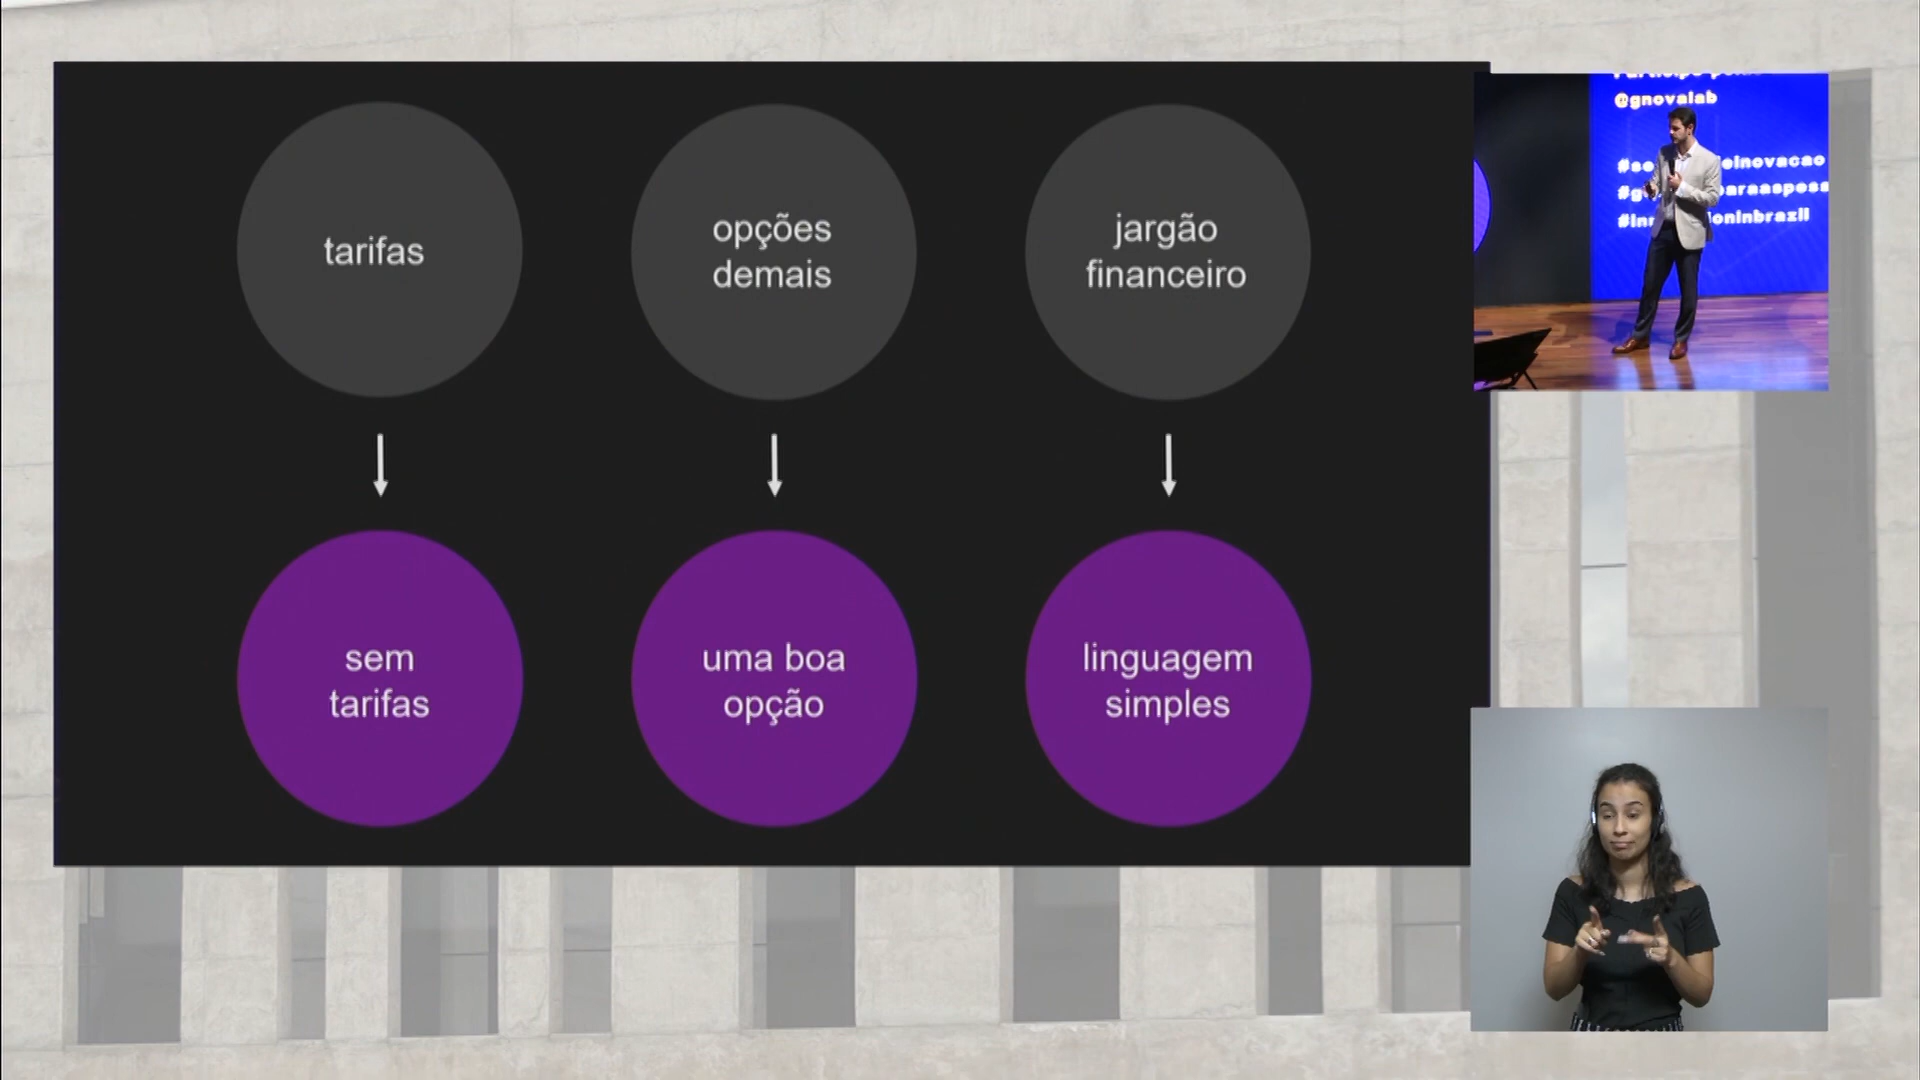 tarifas
opções
demais
jargão
financeiro
sem
tarifas
uma boa
opção
linguagem
simples
@gnovalab